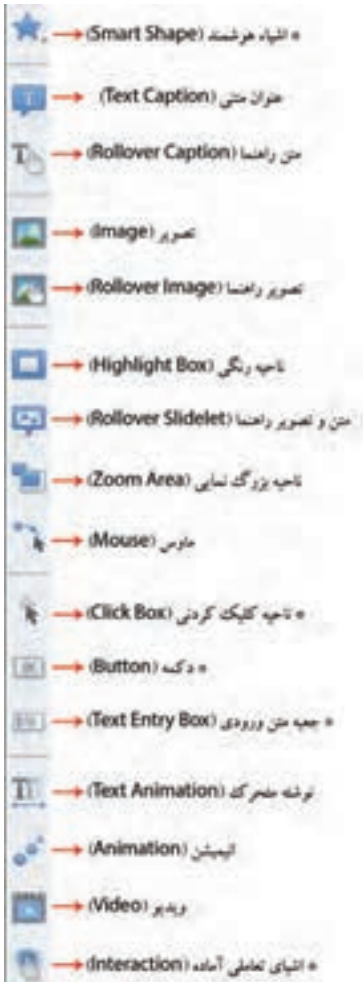 * اشیاء هوشمند (Smart Shape)
عنوان متنی (Text Caption)
متن راهنما (Rollover Caption)
تصویر (Image)
تصویر راهنما (Rollover Image)
ناحیه رنگی (Highlight Box)
متن و تصویر راهنما (Rollover Slidelet)
ناحیه بزرگ نمایی (Zoom Area)
ماوس (Mouse)
* ناحیه کلیک کردنی (Click Box)
* دکمه (Button)
* جعبه متن ورودی (Text Entry Box)
نوشته متحرک (Text Animation)
انیمیشن (Animation)
ویدیو (Video)
* اشیای تعاملی آماده (Interaction)